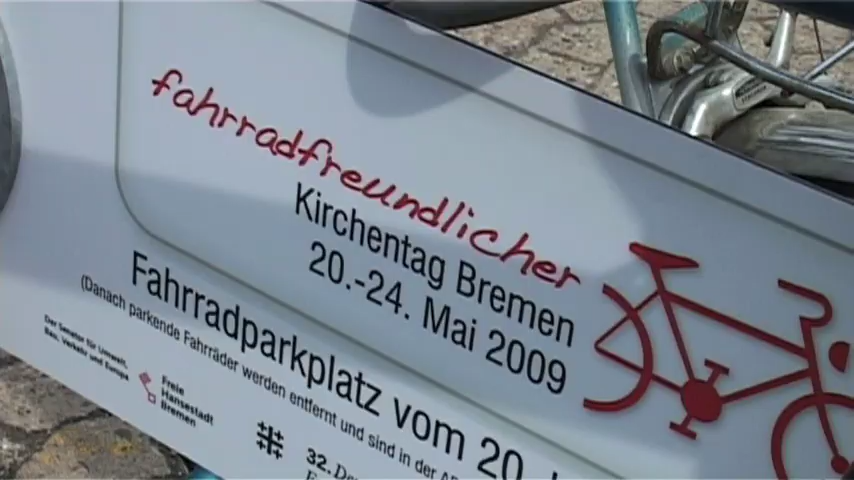 fahrradfreundlicher
Kirchentag Bremen
20.-24. Mai 2009
Fahrradparkplatz vom 20.
(Danach parkende Fahrräder werden entfernt und sind in der
Der Senator für Umwelt,
Bau, Verkehr und Europa
Freie
Hansestadt
Bremen
32.